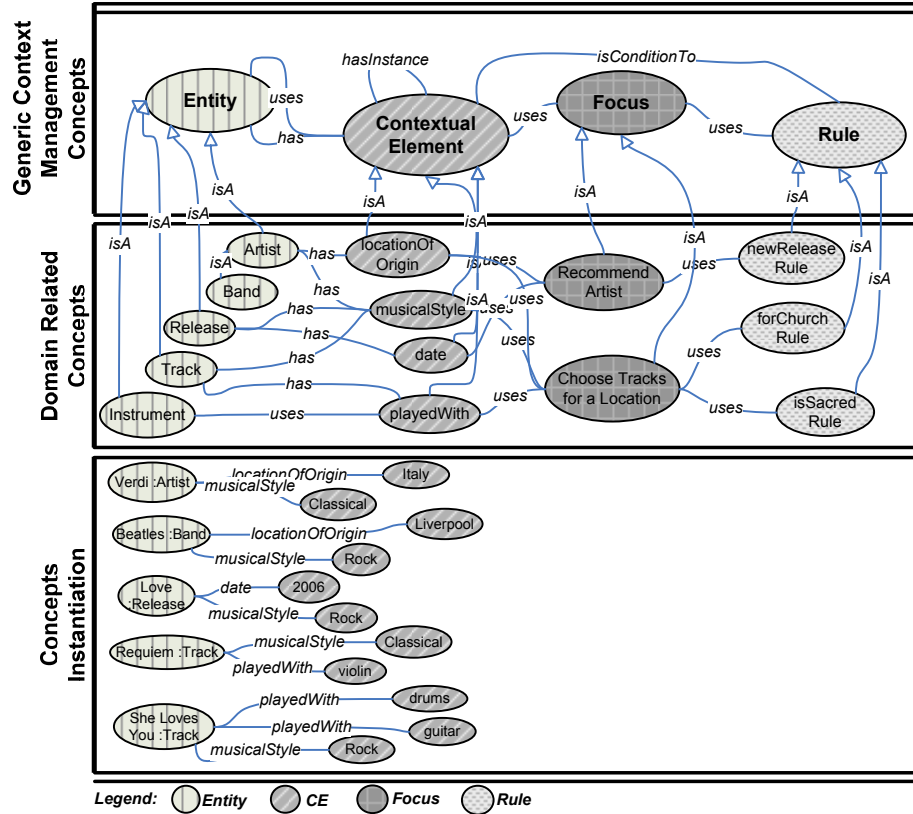 Generic Context
Management
Concepts
Entity
uses
has
hasInstance
Contextual
Element
uses
Focus
isConditionTo
uses
Rule
isA
isA
isA
isA
isA
isA
isA
isA
isA
isA
isA
isA
Domain Related
Concepts
Artist
isA
Band
Release
Track
Instrument
has
has
has
has
has
has
uses
locationOf
Origin
musicalStyle
date
playedWith
isA
uses
uses
uses
uses
uses
Recommend
Artist
Choose Tracks
for a Location
uses
uses
uses
newRelease
Rule
forChurch
Rule
isSacred
Rule
Concepts
Instantiation
Verdi :Artist
locationOfOrigin
Italy
musicalStyle
Classical
Beatles :Band
locationOfOrigin
Liverpool
musicalStyle
Rock
Love
:Release
date
2006
musicalStyle
Rock
Requiem :Track
musicalStyle
Classical
playedWith
violin
She Loves
You :Track
playedWith
drums
playedWith
guitar
musicalStyle
Rock
Legend:
Entity
CE
Focus
Rule